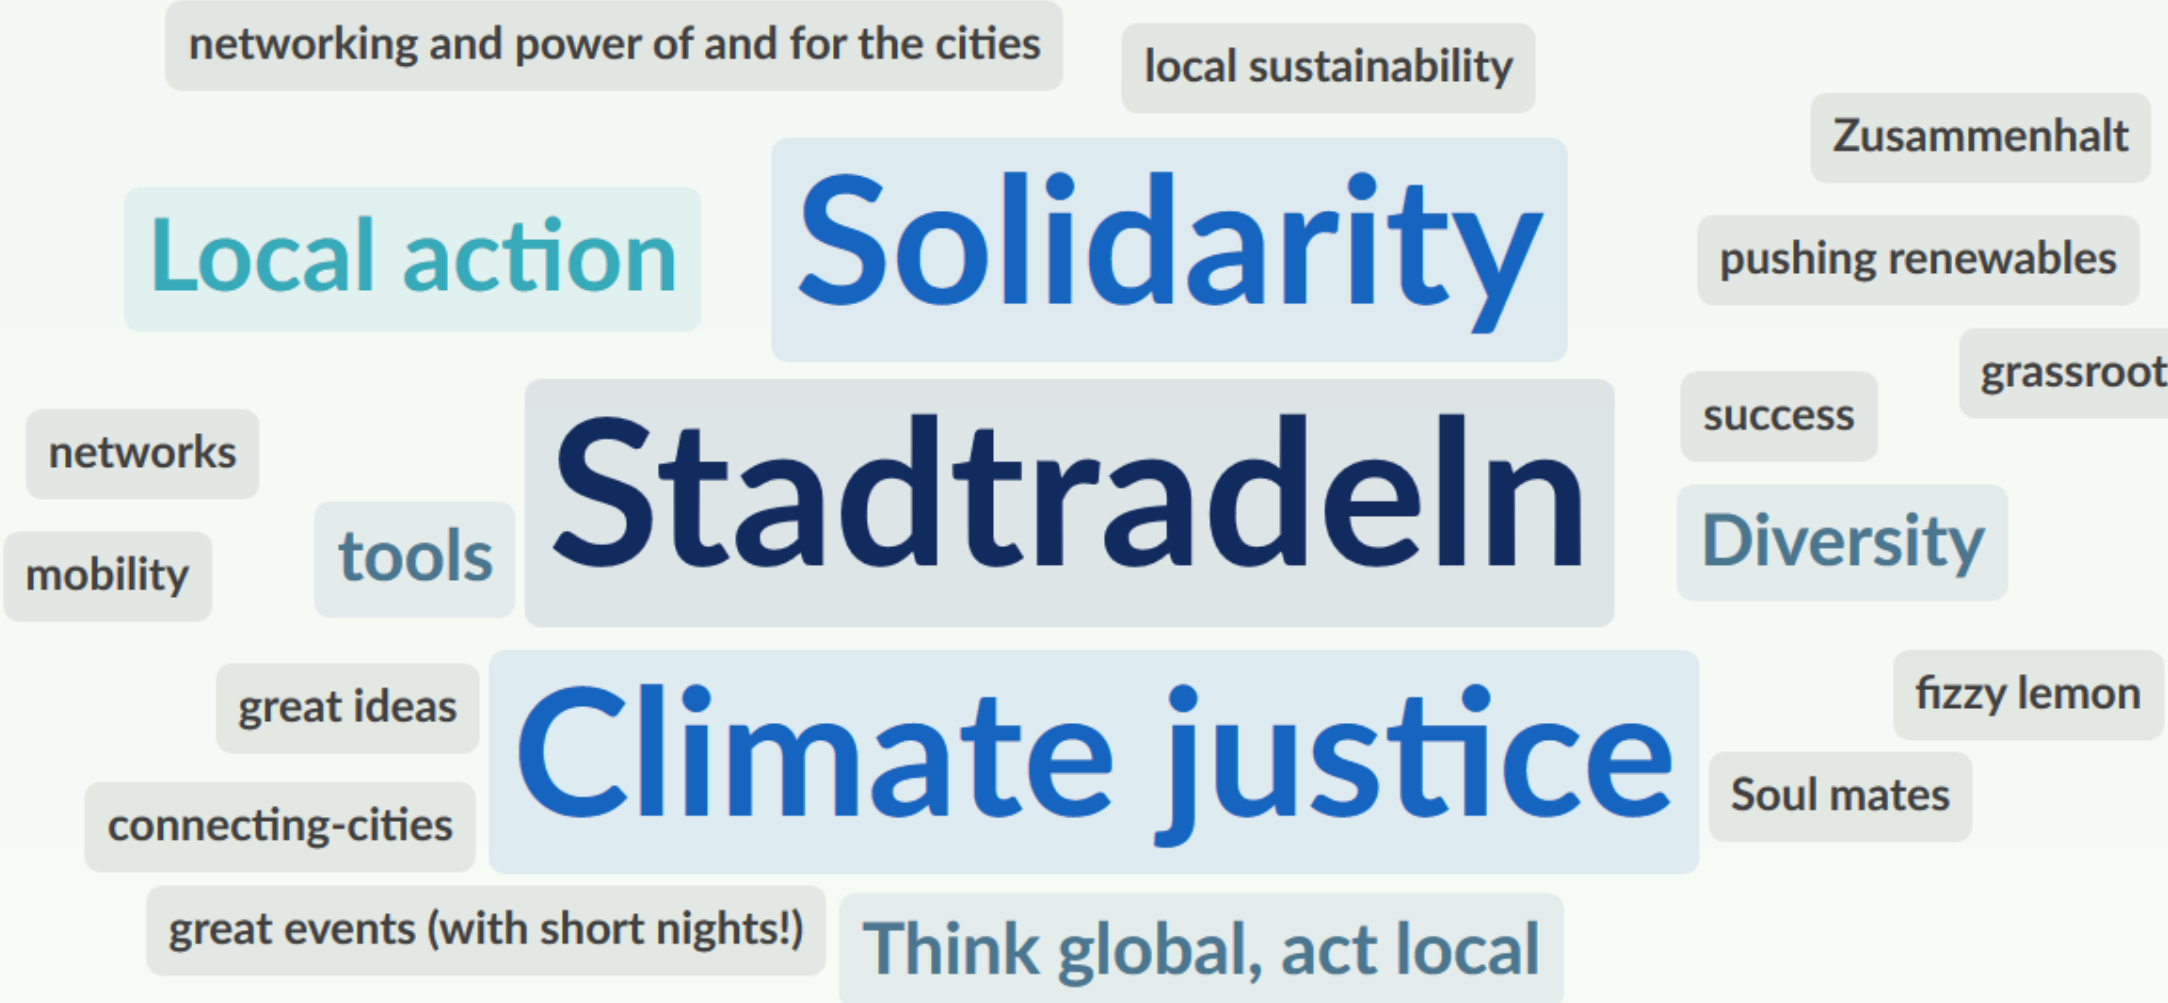 networking and power of and for the cities
local sustainability
Zusammenhalt
Local action
Solidarity
pushing renewables
grassroot
success
networks
Stadtradeln
Diversity
tools
mobility
great ideas
Climate justice
fizzy lemon
Soul mates
connecting-cities
great events (with short nights!)
Think global, act local